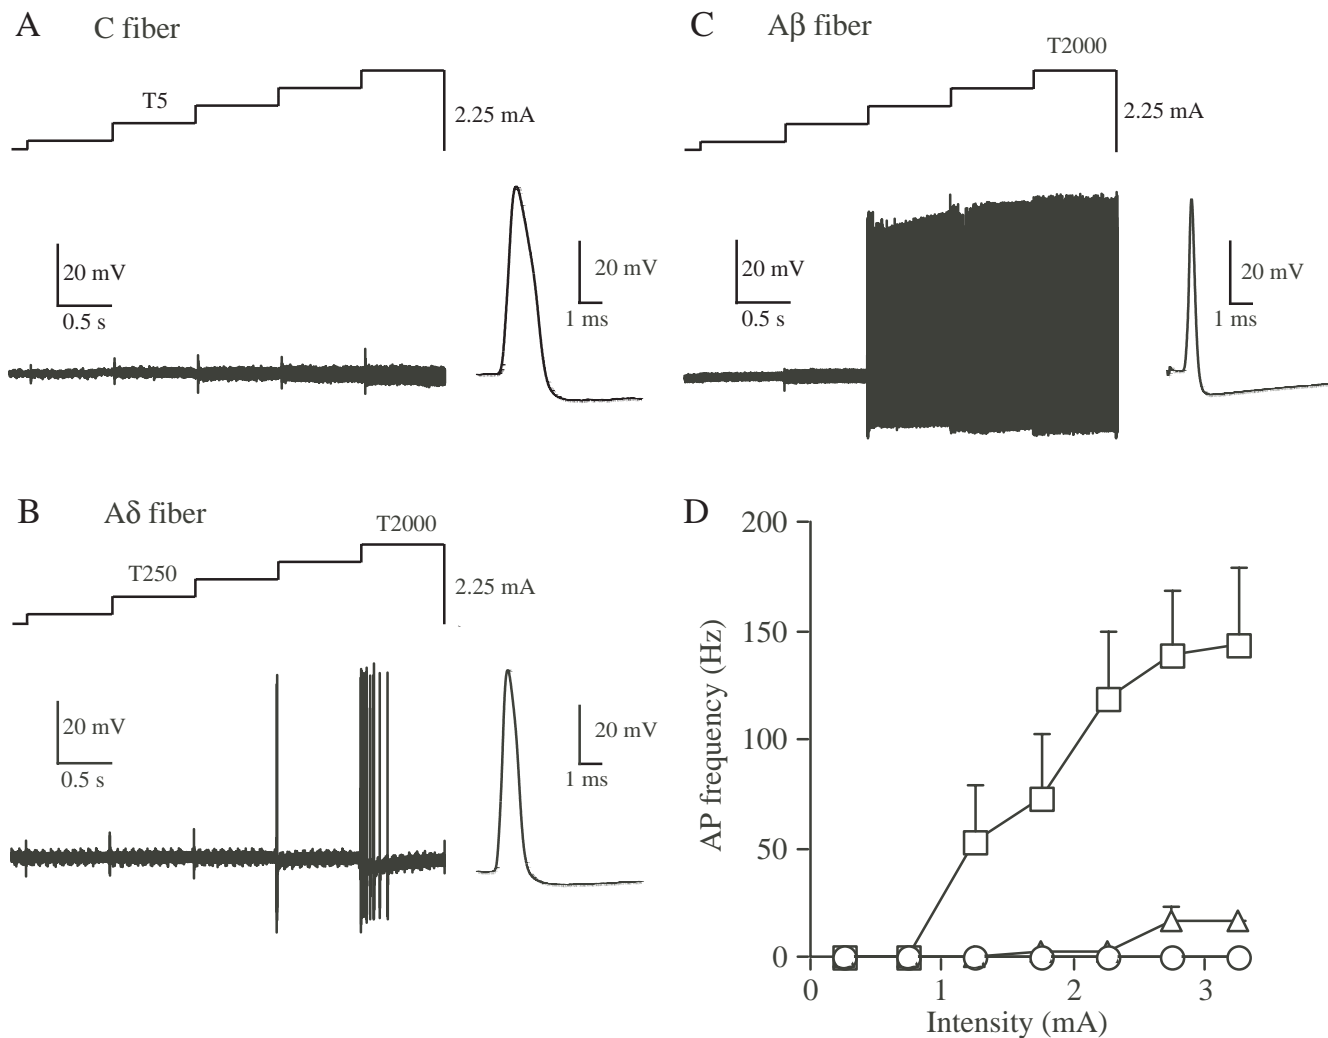 A C fiber
T5
2.25 mA
20 mV
0.5 s
20 mV
1 ms
C Aβ fiber
T2000
2.25 mA
20 mV
0.5 s
20 mV
1 ms
B Aδ fiber
T2000
T250
2.25 mA
20 mV
0.5 s
20 mV
1 ms
D
AP frequency (Hz)
200
150
100
50
0
0 1 2 3
Intensity (mA)